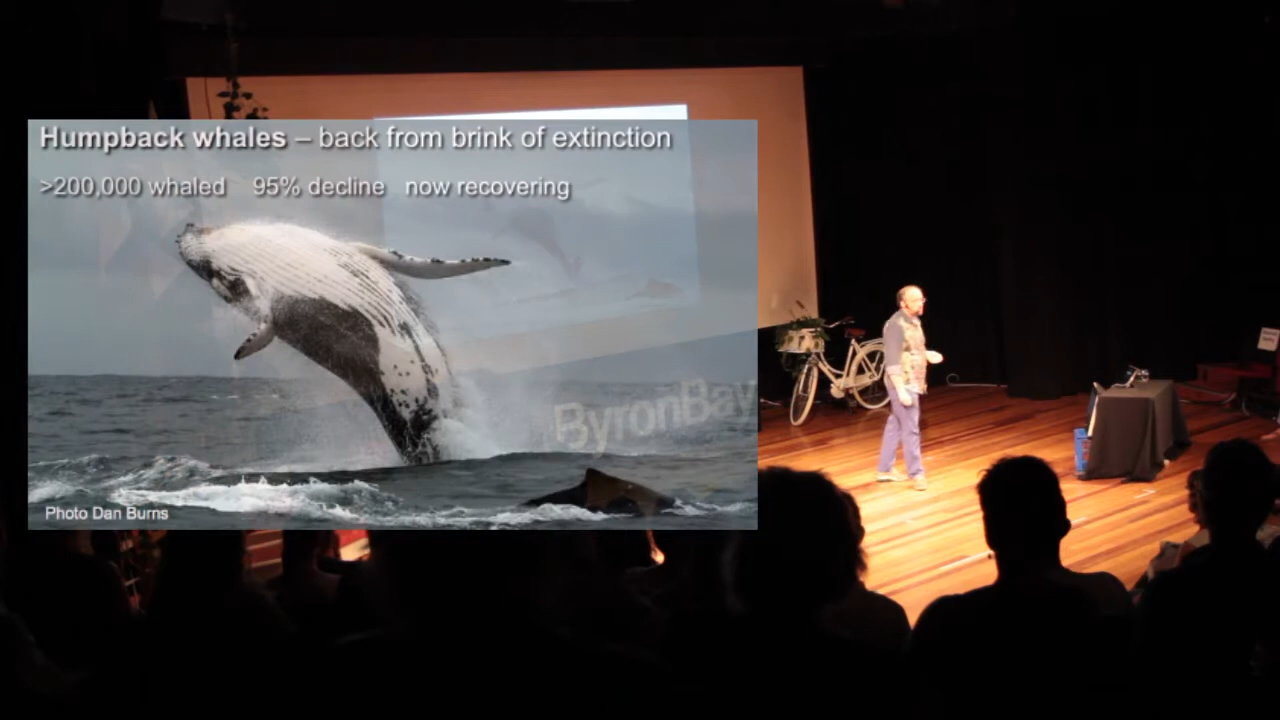 Humpback whales – back from brink of extinction
>200,000 whaled 95% decline now recovering
ByronBay
Photo Dan Burns